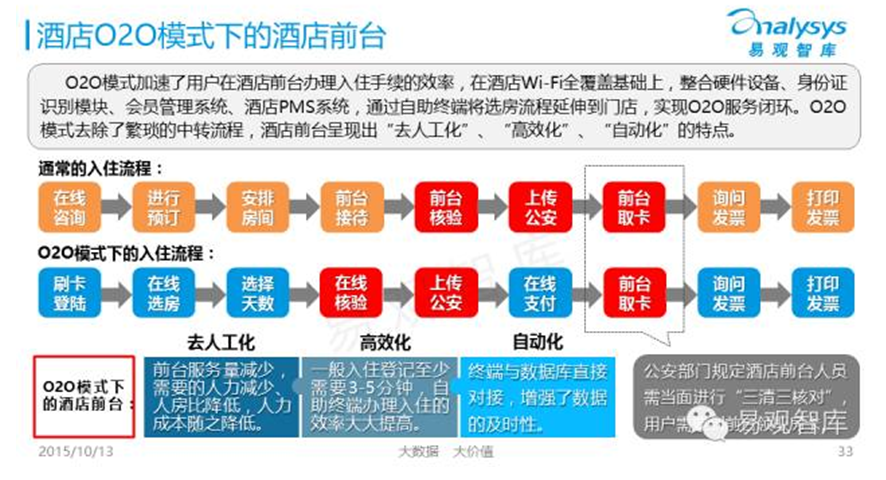 酒店O2O模式下的酒店前台
analysys
易观智库
O2O模式加速了用户在酒店前台办理入住手续的效率，在酒店Wi-Fi全覆盖基础上，整合硬件设备、身份证
识别模块、会员管理系统、酒店PMS系统，通过自助终端将选房流程延伸到门店，实现O2O服务闭环。O2O
模式去除了繁琐的中转流程，酒店前台呈现出“去人工化”、“高效化”、“自动化”的特点。
通常的入住流程：
在线
咨询
进行
预订
安排
房间
前台
接待
前台
核验
上传
公安
前台
取卡
询问
发票
打印
发票
O2O模式下的入住流程：
刷卡
登陆
在线
选房
选择
天数
在线
核验
上传
公安
在线
支付
前台
取卡
询问
发票
打印
发票
易观智库
去人工化
高效化
自动化
O2O模式下
的酒店前台：
前台服务量减少，
需要的人力减少，
人房比降低，人力
成本随之降低。
一般入住登记至少
需要3-5分钟，自
助终端办理入住的
效率大大提高。
终端与数据库直接
对接，增强了数据
的及时性。
公安部门规定酒店前台人员
需当面进行“三清三核对”，
用户需
易观智库
2015/10/13
大数据 大价值
33